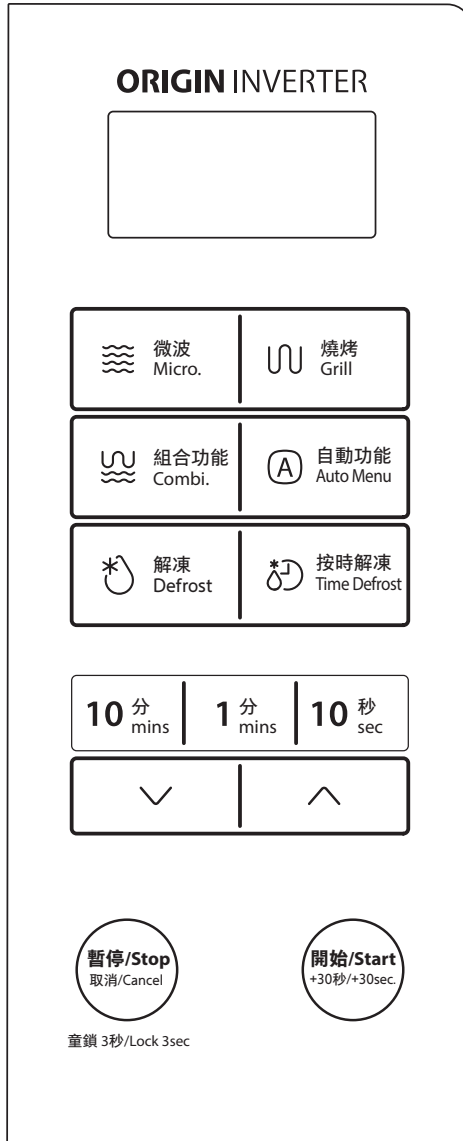 ORIGIN INVERTER
微波
Micro.
燒烤
Grill
組合功能
Combi.
A
自動功能
Auto Menu
解凍
Defrost
按時解凍
Time Defrost
10 分 mins
1 分 mins
10 秒 sec
暫停/Stop
取消/Cancel
開始/Start
+30秒/+30sec.
童鎖 3秒/Lock 3sec